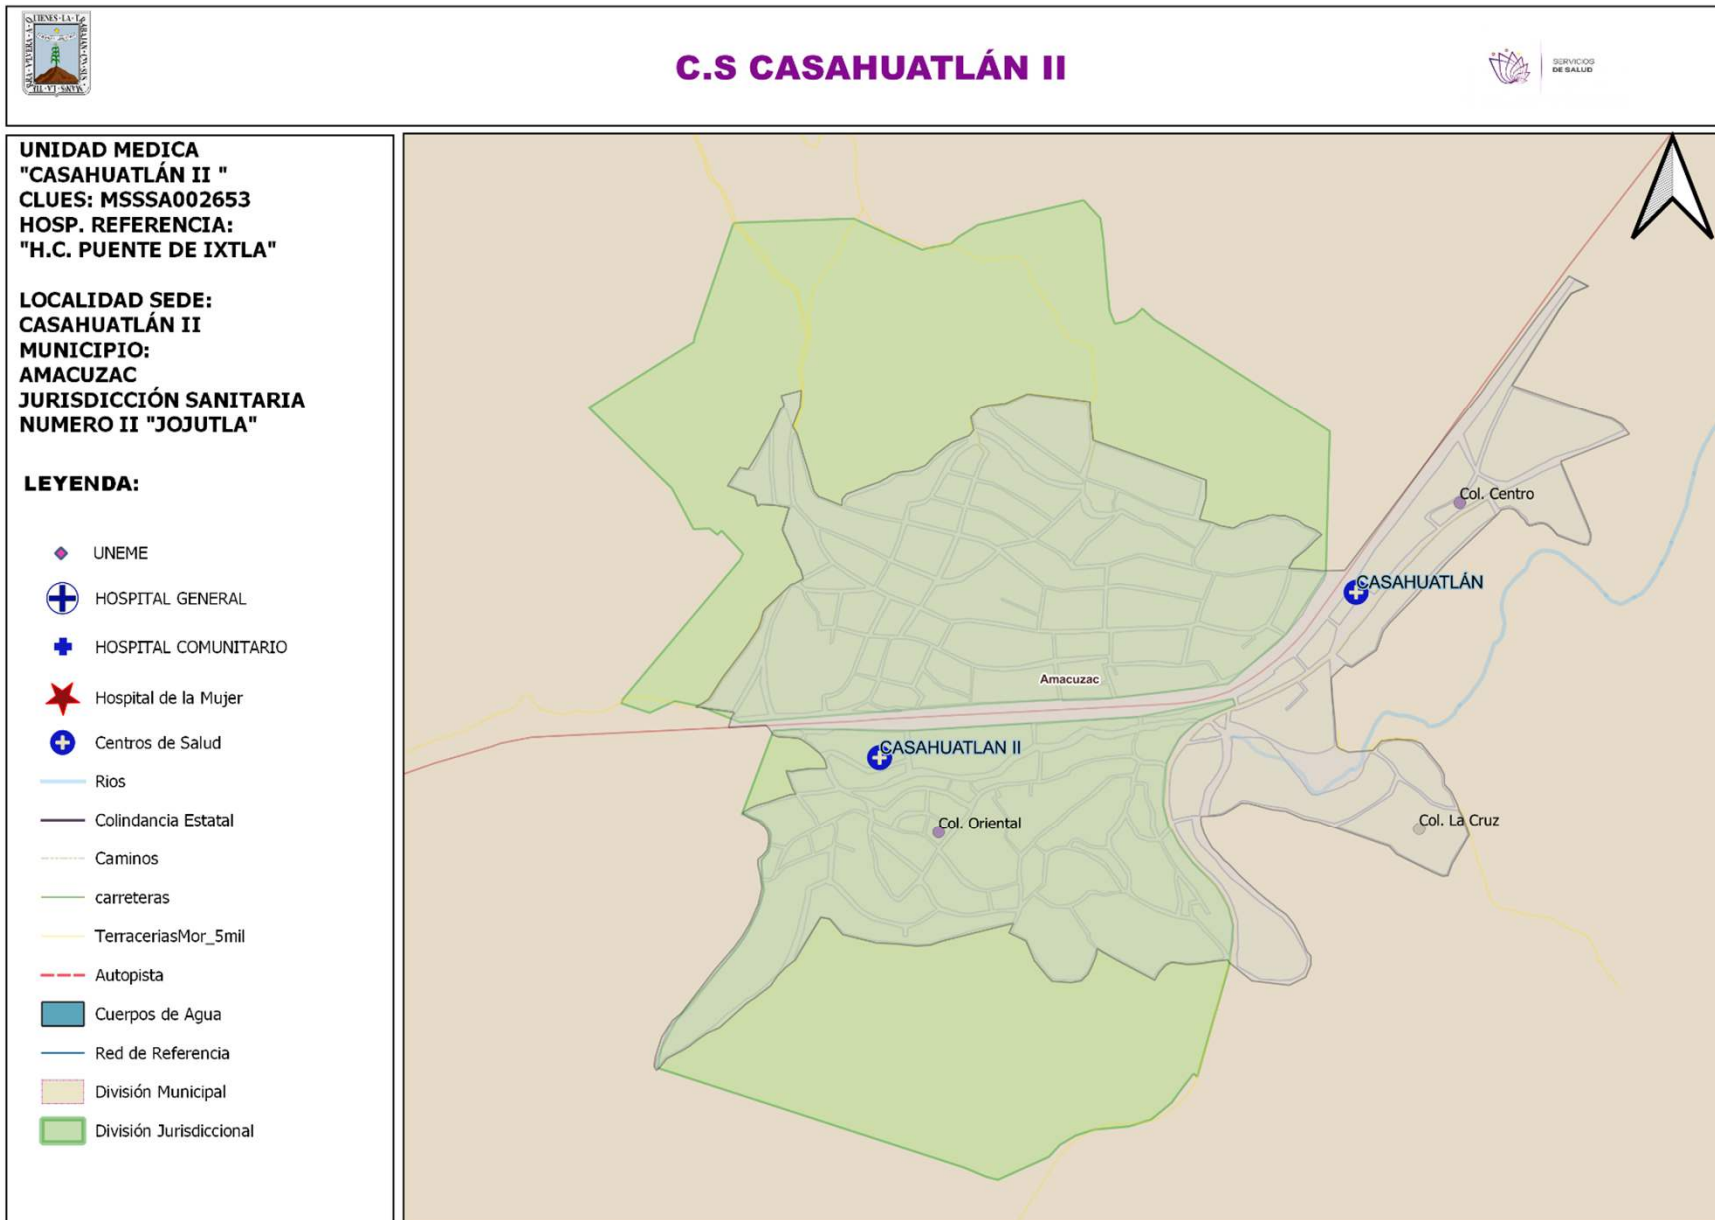 C.S CASAHUATLÁN II
SERVICIOS
DE SALUD
UNIDAD MEDICA
"CASAHUATLÁN II "
CLUES: MSSSA002653
HOSP. REFERENCIA:
"H.C. PUENTE DE IXTLA"
LOCALIDAD SEDE:
CASAHUATLÁN II
MUNICIPIO:
AMACUZAC
JURISDICCIÓN SANITARIA
NUMERO II "JOJUTLA"
LEYENDA:
UNEME
HOSPITAL GENERAL
HOSPITAL COMUNITARIO
Hospital de la Mujer
Centros de Salud
Rios
Colindancia Estatal
Caminos
carreteras
TerraceriasMor_5mil
Autopista
Cuerpos de Agua
Red de Referencia
División Municipal
División Jurisdiccional
Col. Centro
CASAHUATLÁN
Amacuzac
CASAHUATLAN II
Col. Oriental
Col. La Cruz